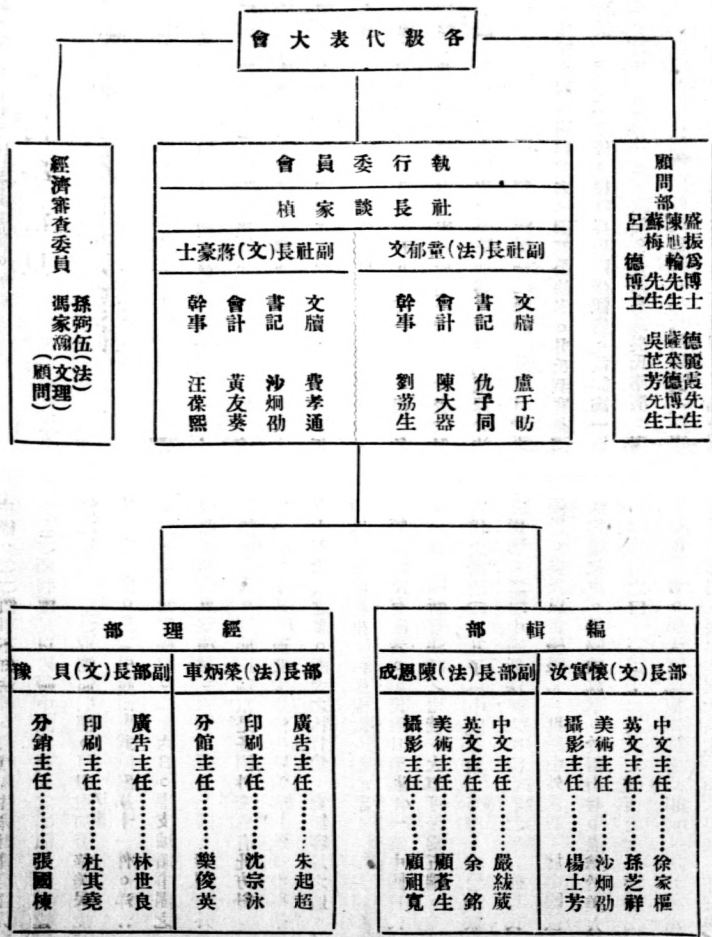 會大表代級各
顧問部
盛振爲博士 德麗霞先生
陳旭輪先生 薩萊德博士
蘇梅先生 吳芷芳先生
呂德博士
會員委行執
楨家談長社
文郁童(法)長社副
文牘 盧于昉
書記 仇子同
會計 陳大器
幹事 劉荔生
士豪蔣(文)長社副
文牘 費孝通
書記 沙炯劭
會計 黃友葵
幹事 汪葆熙
經濟審查委員
孫弼伍(法)
馮家瀚(文理)
(顧問)
部輯編
汝實懷(文)長部
中文主任………徐家樞
英文主任………孫芝祥
美術主任………沙炯劭
攝影主任………楊士芳
成恩陳(法)長部副
中文主任………嚴紱葳
英文主任………余銘
美術主任………顧蒼生
攝影主任………顧祖寬
部理經
車炳榮(法)長部
廣告主任………朱起超
印刷主任………沈宗泳
分館主任………樂俊英
豫貝(文)長部副
廣告主任………林世良
印刷主任………杜其堯
分銷主任………張國棟